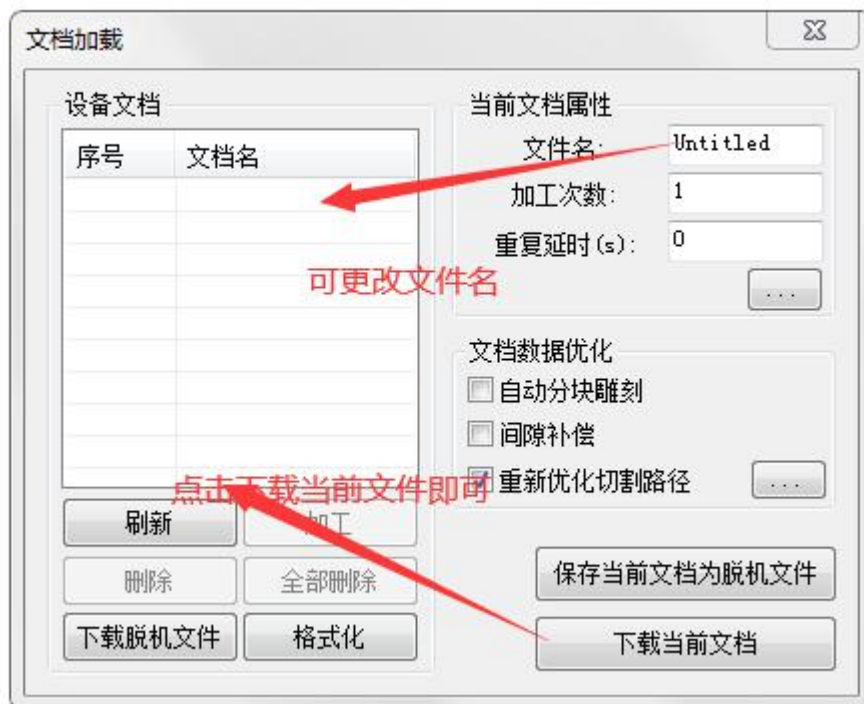 文档加载
设备文档
序号 文档名
可更改文件名
点击下载当前文件即可
刷新 加工
删除 全部删除
下载脱机文件 格式化
当前文档属性
文件名: Untitled
加工次数: 1
重复延时(s): 0
...
文档数据优化
自动分块雕刻
间隙补偿
重新优化切割路径 ...
保存当前文档为脱机文件
下载当前文档